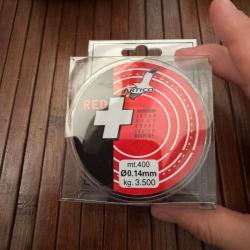 ARTICO
RED
mt.400
Ø0.14mm
kg. 3.500